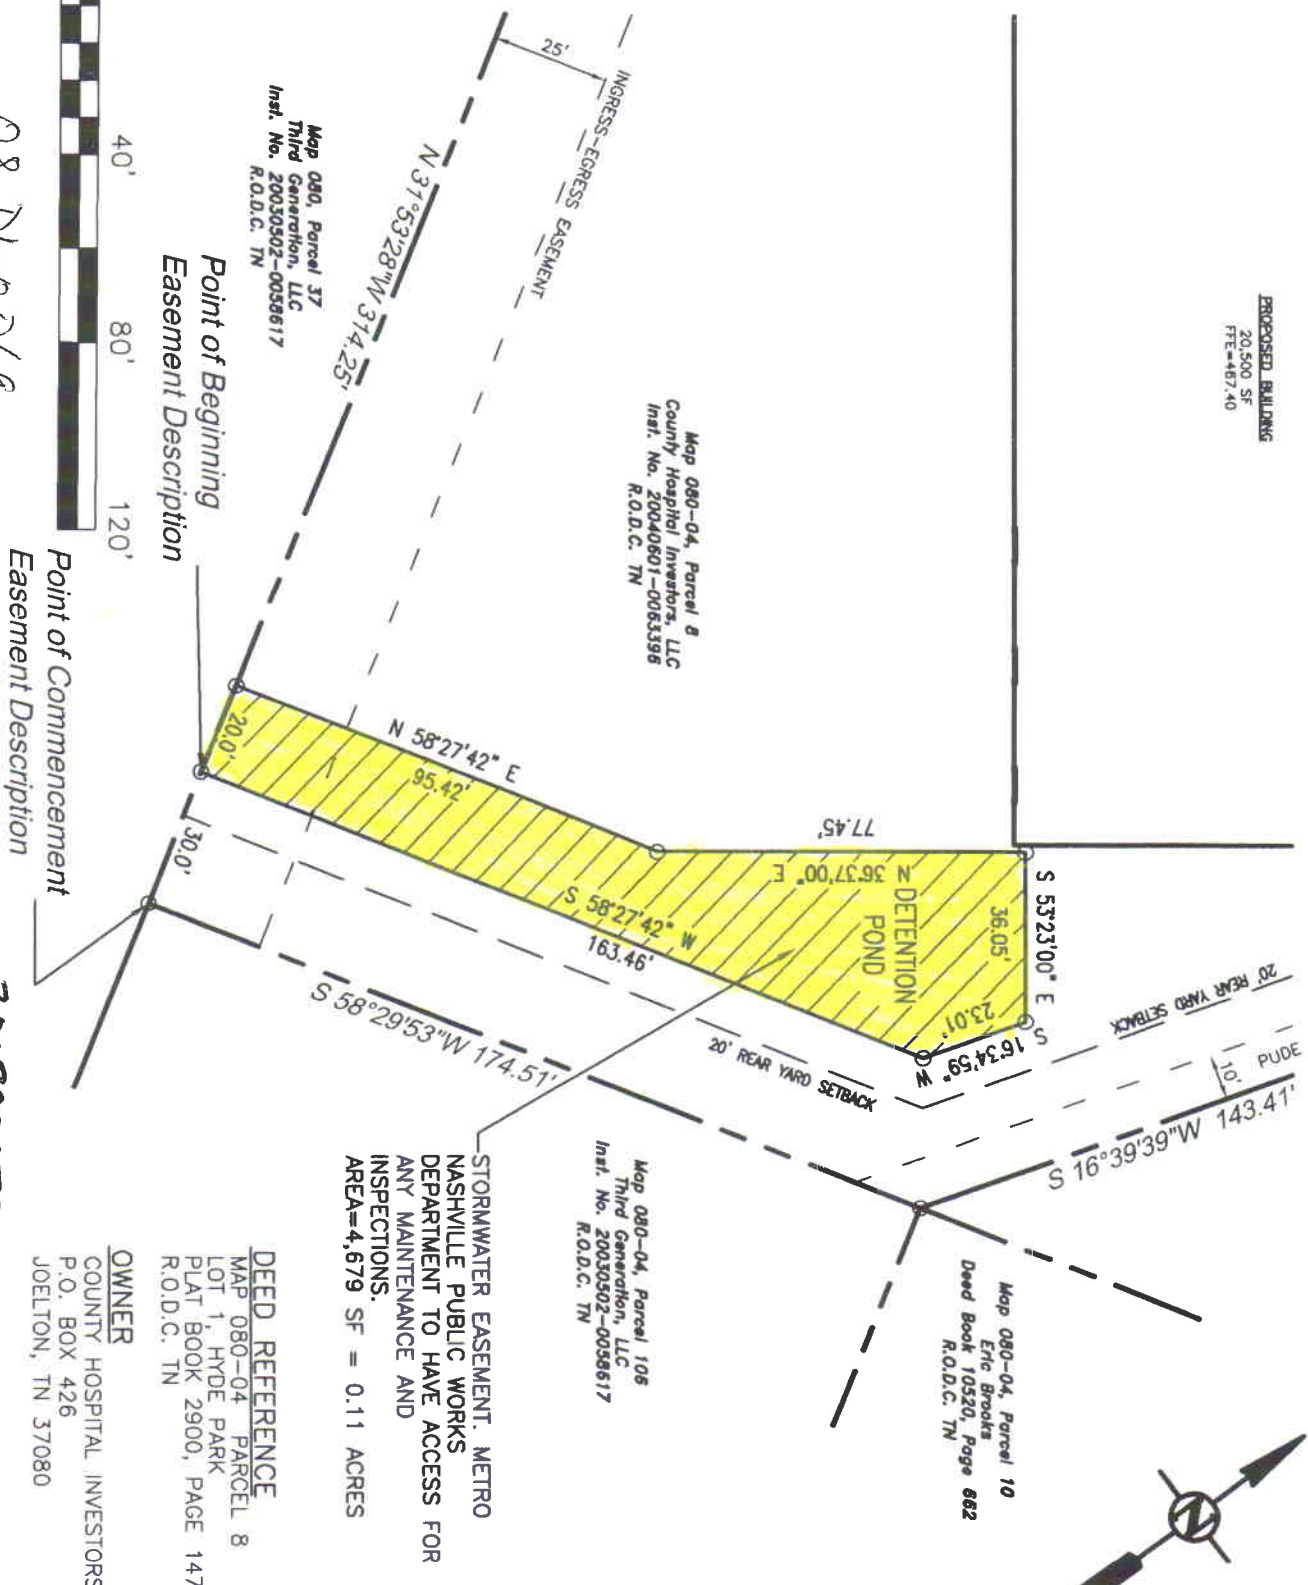 PROPOSED BUILDING
20,500 SF
FFE=467.40
25'
INGRESS-EGRESS EASEMENT
N 31°53'28"W 314.25'
Map 080, Parcel 37
Third Generation, LLC
Inst. No. 20030502-0058617
R.O.D.C. TN
Map 080-04, Parcel 8
County Hospital Investors, LLC
Inst. No. 20040601-0063396
R.O.D.C. TN
40'
80'
120'
Point of Beginning
Easement Description
Point of Commencement
Easement Description
20.0'
30.0'
N 58°27'42" E
95.42'
77.45'
N 36°37'00" E
DETENTION
POND
S 53°23'00" E
36.05'
S 16°34'59" W
23.01'
S 58°27'42" W
163.46'
S 58°29'53"W 174.51'
20' REAR YARD SETBACK
20' REAR YARD SETBACK
10'
PUDE
S 16°39'39"W 143.41'
STORMWATER EASEMENT. METRO
NASHVILLE PUBLIC WORKS
DEPARTMENT TO HAVE ACCESS FOR
ANY MAINTENANCE AND
INSPECTIONS.
AREA=4,679 SF = 0.11 ACRES
Map 080-04, Parcel 106
Third Generation, LLC
Inst. No. 20030502-0058617
R.O.D.C. TN
Map 080-04, Parcel 10
Eric Brooks
Deed Book 10520, Page 662
R.O.D.C. TN
DEED REFERENCE
MAP 080-04 PARCEL 8
LOT 1, HYDE PARK
PLAT BOOK 2900, PAGE 147
R.O.D.C. TN
OWNER
COUNTY HOSPITAL INVESTORS
P.O. BOX 426
JOELTON, TN 37080
N